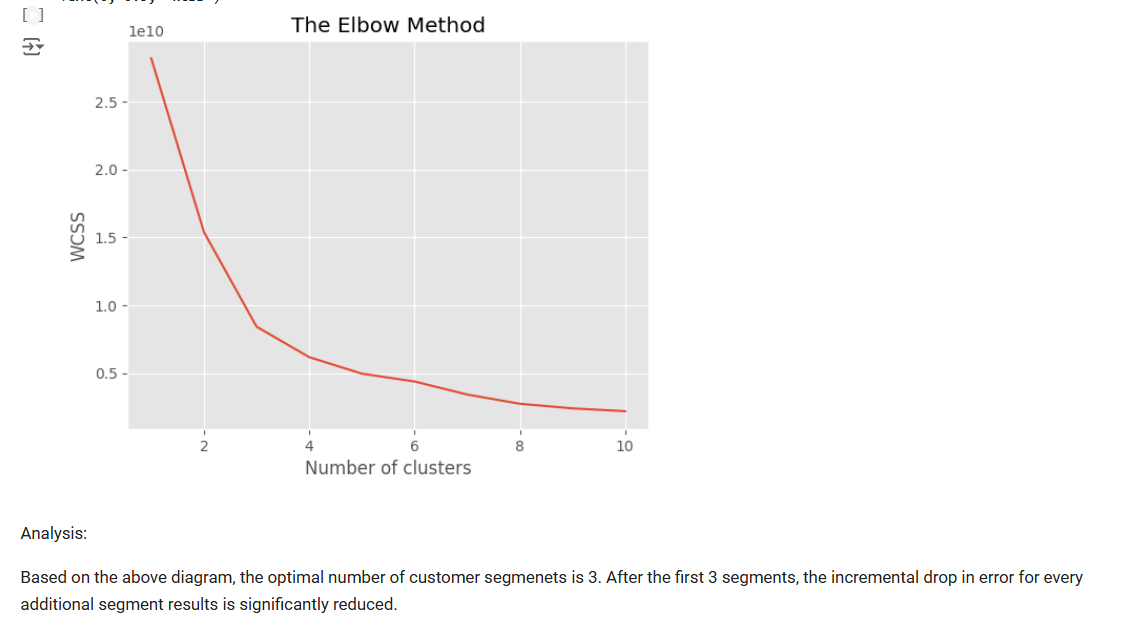 [ ]
1e10
The Elbow Method
2.5
2.0
1.5
1.0
0.5
WCSS
2 4 6 8 10
Number of clusters
Analysis:
Based on the above diagram, the optimal number of customer segmenets is 3. After the first 3 segments, the incremental drop in error for every
additional segment results is significantly reduced.